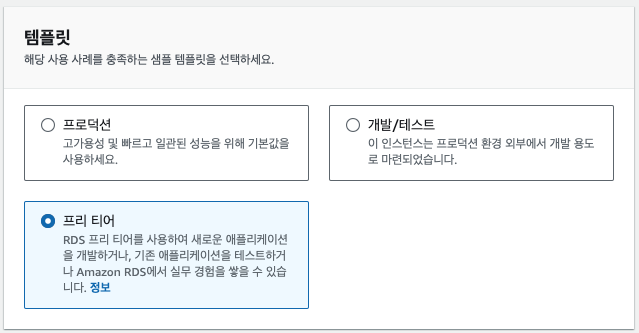 템플릿
해당 사용 사례를 충족하는 샘플 템플릿을 선택하세요.
프로덕션
고가용성 및 빠르고 일관된 성능을 위해 기본값을
사용하세요.
개발/테스트
이 인스턴스는 프로덕션 환경 외부에서 개발 용도
로 마련되었습니다.
프리 티어
RDS 프리 티어를 사용하여 새로운 애플리케이션
을 개발하거나, 기존 애플리케이션을 테스트하거
나 Amazon RDS에서 실무 경험을 쌓을 수 있습
니다. 정보